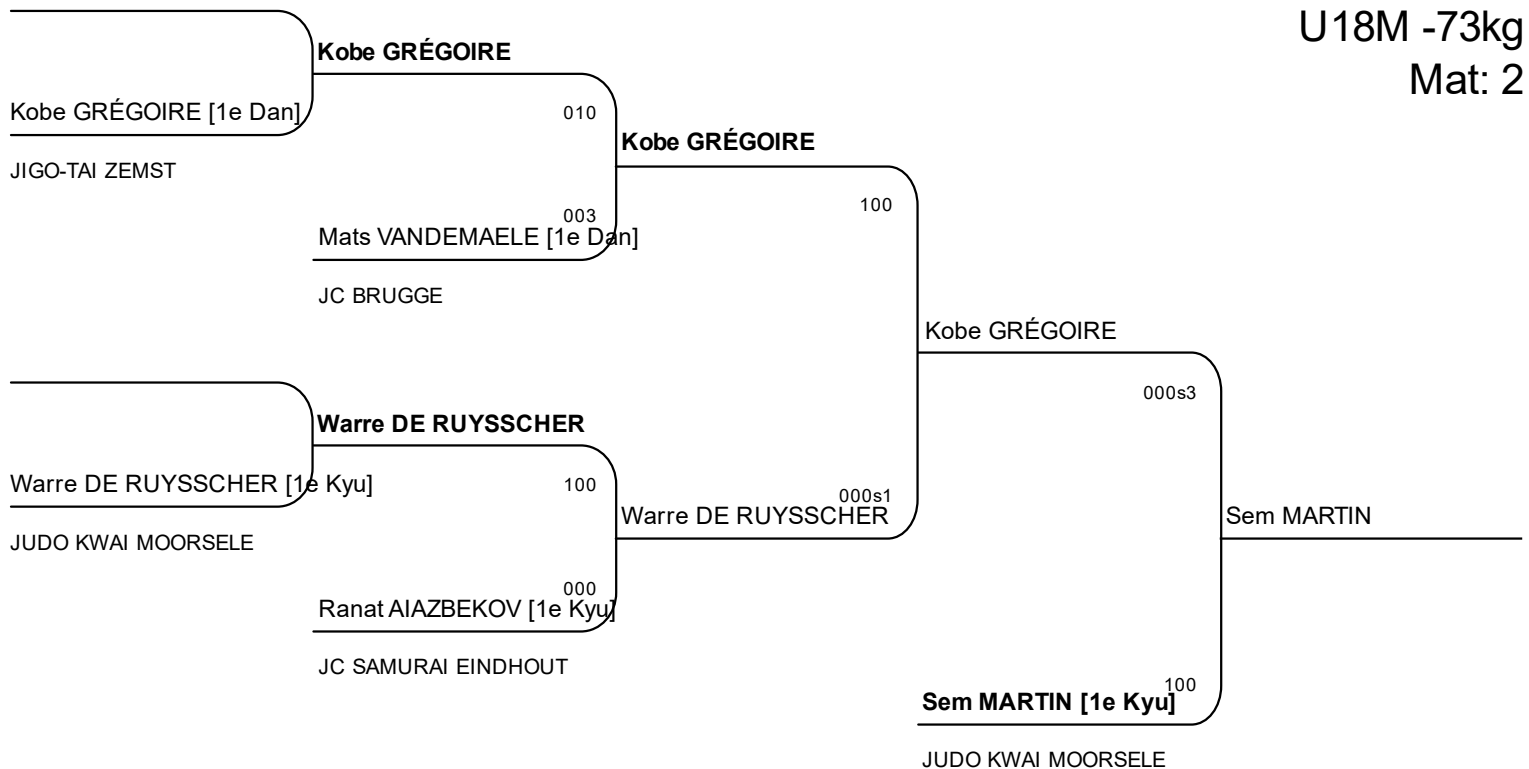 U18M -73kg
Mat: 2
Kobe GRÉGOIRE
Kobe GRÉGOIRE [1e Dan]
JIGO-TAI ZEMST
010
Kobe GRÉGOIRE
003
Mats VANDEMAELE [1e Dan]
JC BRUGGE
100
Kobe GRÉGOIRE
000s3
Warre DE RUYSSCHER
Warre DE RUYSSCHER [1e Kyu]
JUDO KWAI MOORSELE
100
000s1
Warre DE RUYSSCHER
Sem MARTIN
000
Ranat AIAZBEKOV [1e Kyu]
JC SAMURAI EINDHOUT
100
Sem MARTIN [1e Kyu]
JUDO KWAI MOORSELE